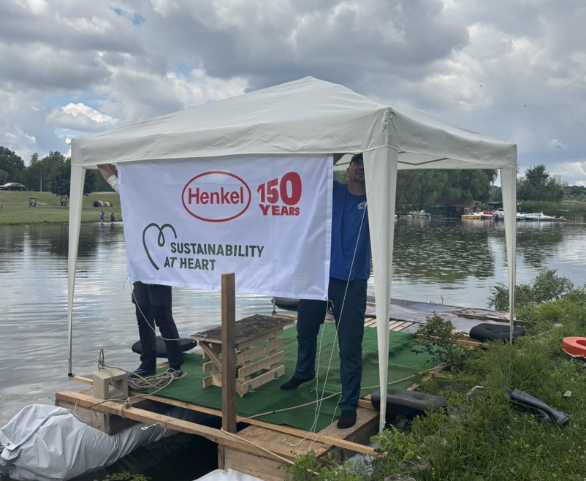 Henkel
150
YEARS
SUSTAINABILITY
AT HEART